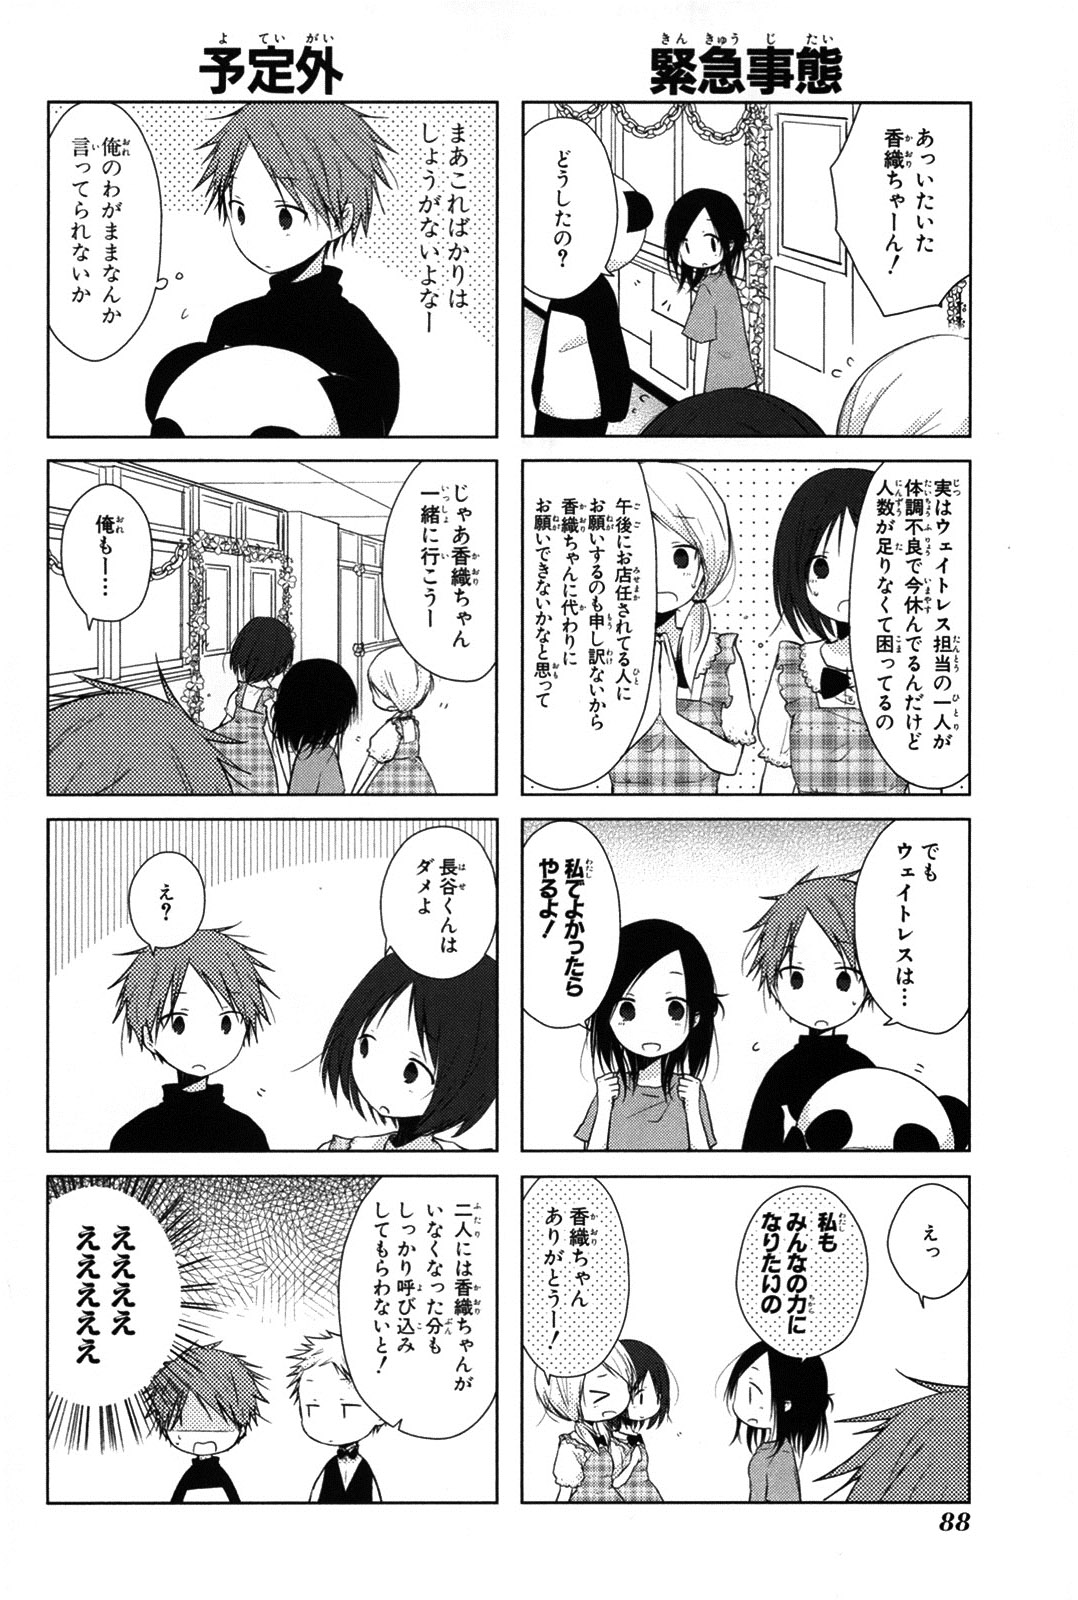 緊急事態
あっいたいた
香織ちゃーん!
どうしたの?
実はウェイトレス担当の一人が
体調不良で今休んでるんだけど
人数が足りなくて困ってるの
午後にお店任されてる人に
お願いするのも申し訳ないから
香織ちゃんに代わりに
お願いできないかなと思って
でも
ウェイトレスは…
私でよかったら
やるよ!
えっ
私も
みんなの力に
なりたいの
香織ちゃん
ありがとうー!
予定外
まあこればかりは
しょうがないよなー
俺のわがままなんか
言ってられないか
じゃあ香織ちゃん
一緒に行こうー
俺もー…
長谷くんは
ダメよ
え?
二人には香織ちゃんが
いなくなった分も
しっかり呼び込み
してもらわないと!
ええええ
えええええ
88